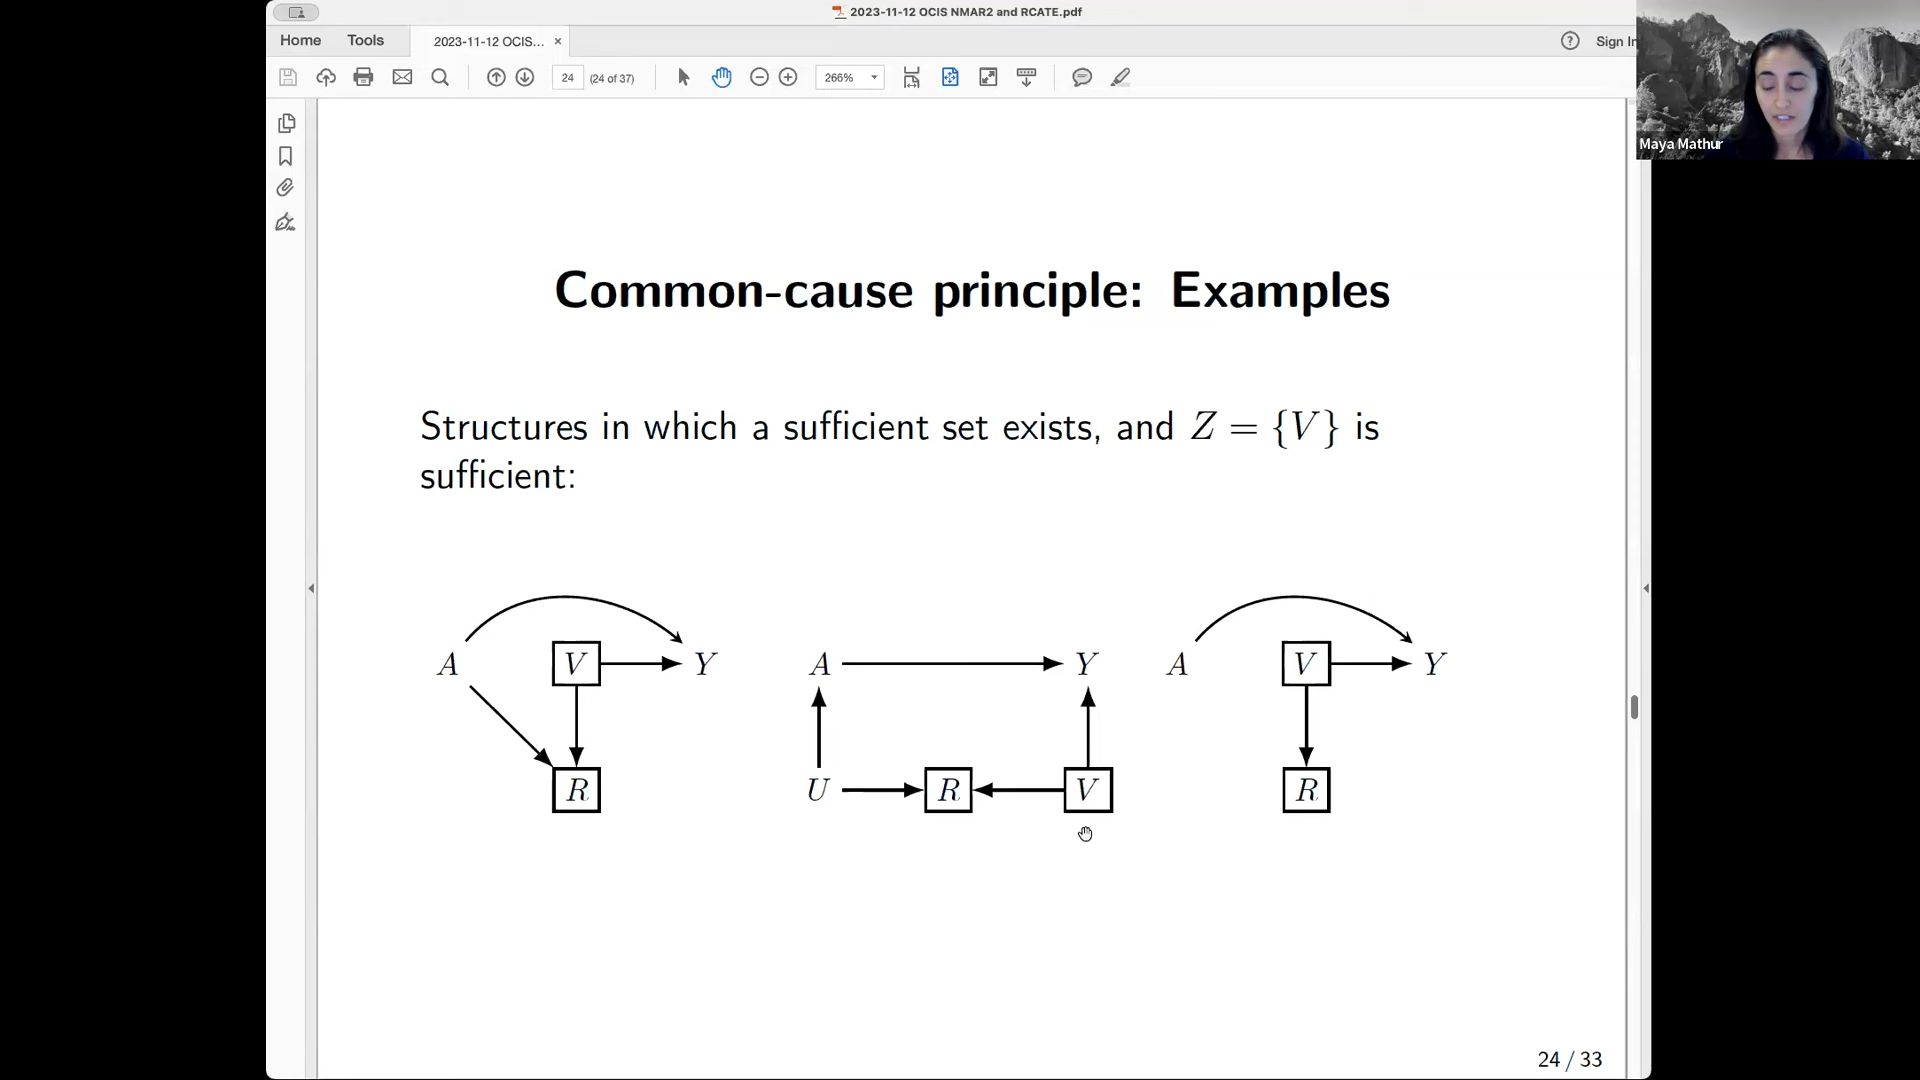 2023-11-12 OCIS NMAR2 and RCATE.pdf
Home
Tools
2023-11-12 OCIS...
×
Sign In
24
(24 of 37)
266%
Maya Mathur
Common-cause principle: Examples
Structures in which a sufficient set exists, and Z = {V} is
sufficient:
A V Y
R
A Y
U R V
A V Y
R
24 / 33